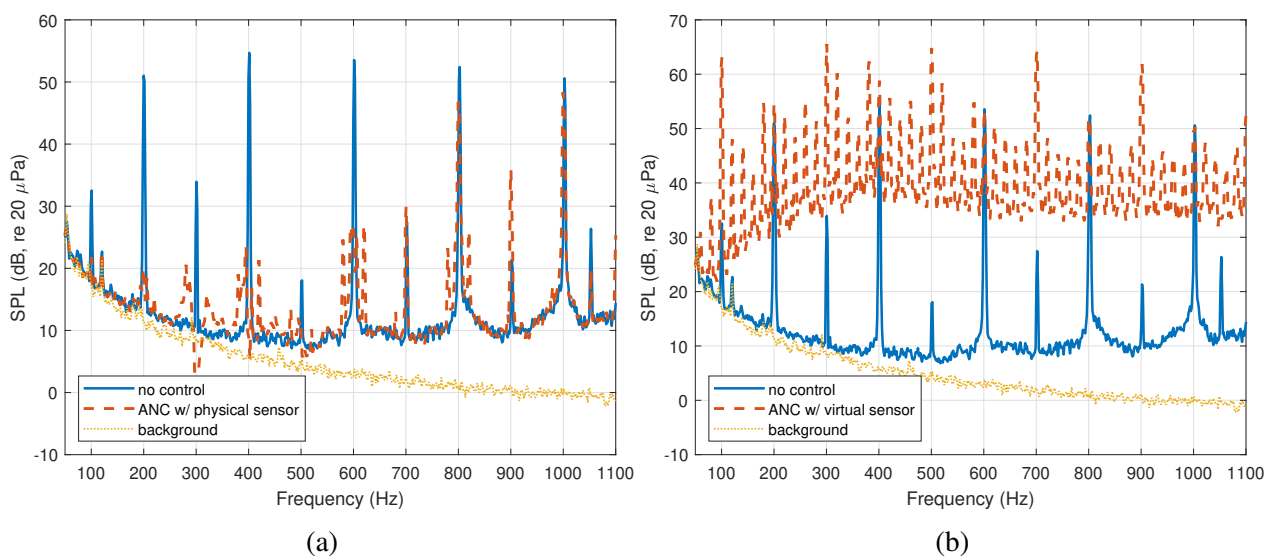 60
50
40
30
20
10
0
-10
SPL (dB, re 20 μPa)
no control
ANC w/ physical sensor
background
100 200 300 400 500 600 700 800 900 1000 1100
Frequency (Hz)
(a)
70
60
50
40
30
20
10
0
-10
SPL (dB, re 20 μPa)
no control
ANC w/ virtual sensor
background
100 200 300 400 500 600 700 800 900 1000 1100
Frequency (Hz)
(b)